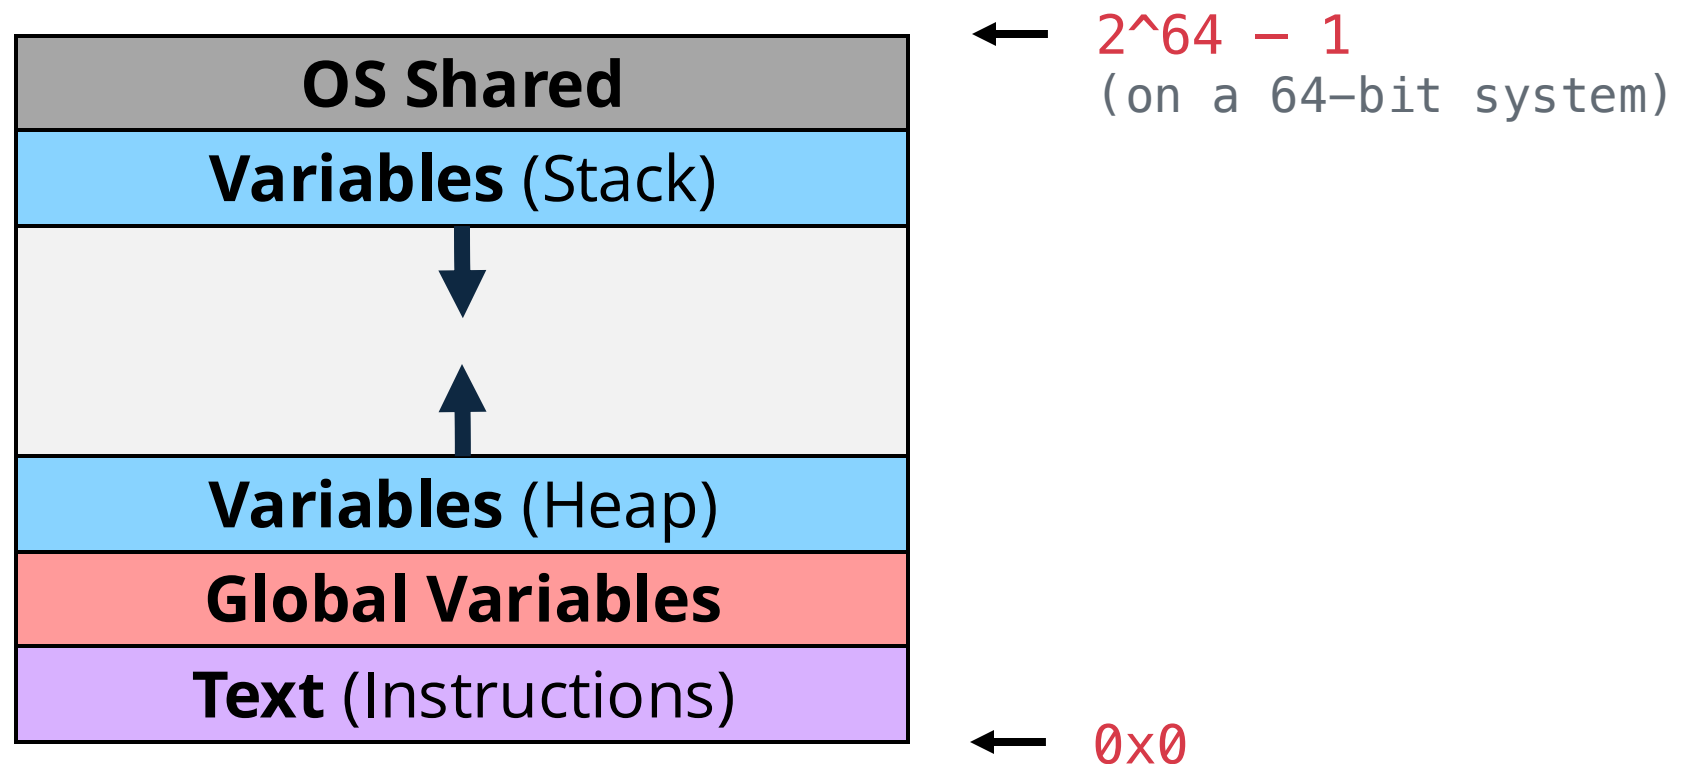 2^64 – 1
OS Shared
(on a 64–bit system)
Variables (Stack)
Variables (Heap)
Global Variables
Text (Instructions)
0x0